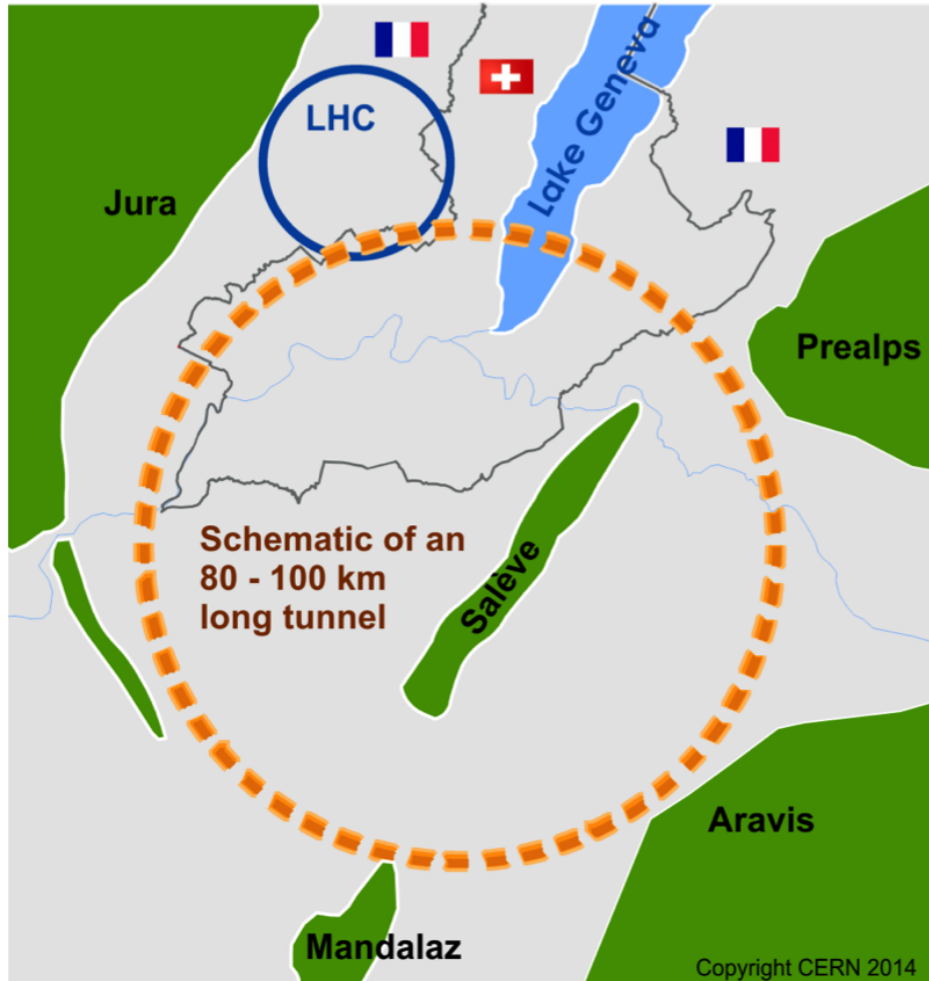 LHC
Lake Geneva
Jura
Prealps
Schematic of an
80 - 100 km
long tunnel
Salève
Aravis
Mandalaz
Copyright CERN 2014